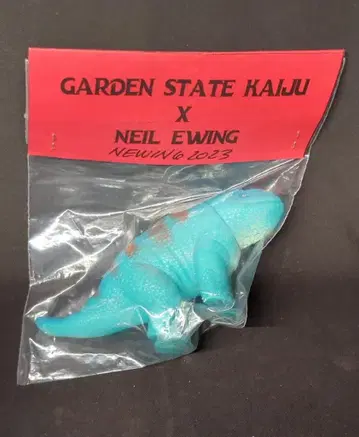 GARDEN STATE KAIJU
X
NEIL EWING
NEWING 2023